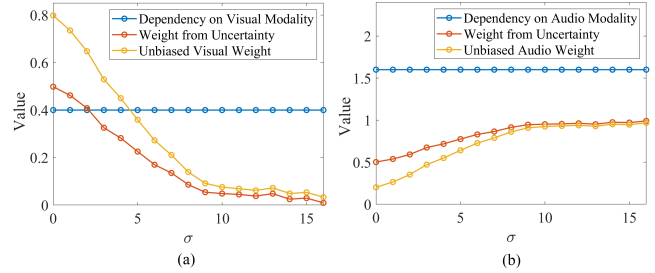 Dependency on Visual Modality
Weight from Uncertainty
Unbiased Visual Weight
0.8
0.6
0.4
0.2
0
Value
0 5 10 15
σ
(a)
Dependency on Audio Modality
Weight from Uncertainty
Unbiased Audio Weight
2
1.5
1
0.5
0
Value
0 5 10 15
σ
(b)